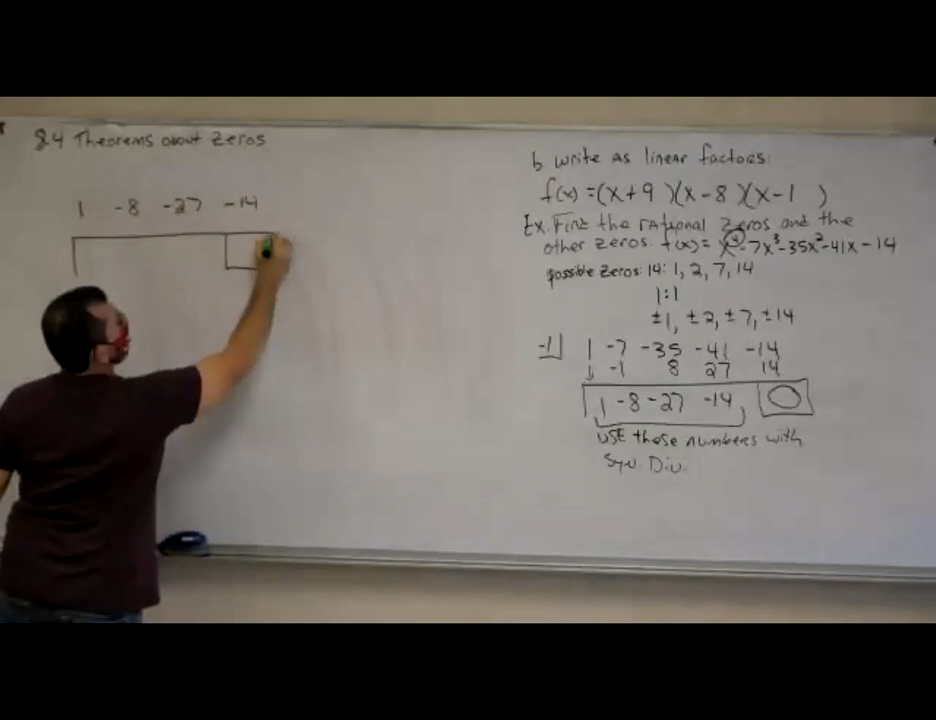 8.4 Theorems about Zeros
1 -8 -27 -14
b write as linear factors:
f(x) = (x+9 )(x-8 )(x-1 )
Ex. Find the rational zeros and the
other zeros. f(x) = x⁴-7x³-35x²-41x-14
possible zeros: 14: 1, 2, 7, 14
1: 1
±1, ±2, ±7, ±14
-1 1 -7 -35 -41 -14
↓ -1 8 27 14
1 -8 -27 -14 0
USE these numbers with
Syn. Div.